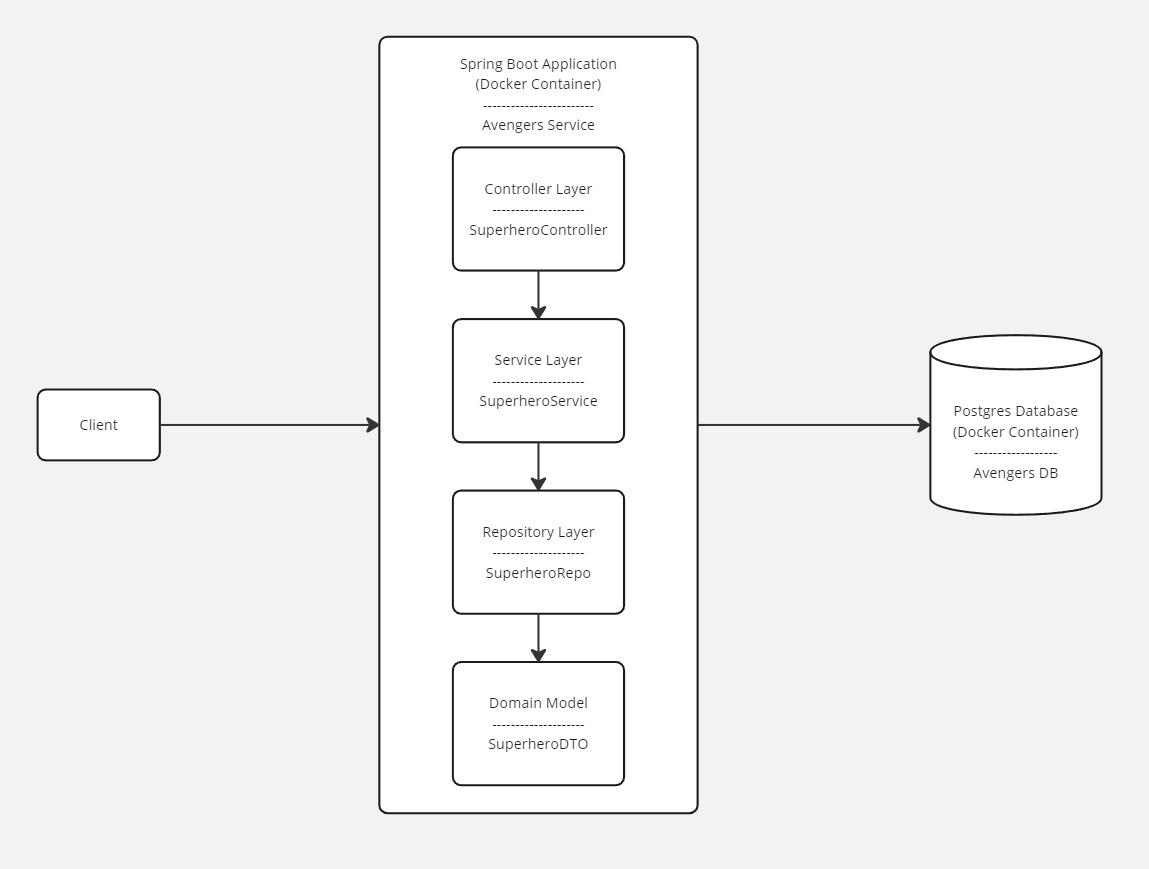 Spring Boot Application
(Docker Container)
------------------------
Avengers Service
Controller Layer
--------------------
SuperheroController
Service Layer
--------------------
SuperheroService
Client
Postgres Database
(Docker Container)
------------------
Avengers DB
Repository Layer
--------------------
SuperheroRepo
Domain Model
--------------------
SuperheroDTO